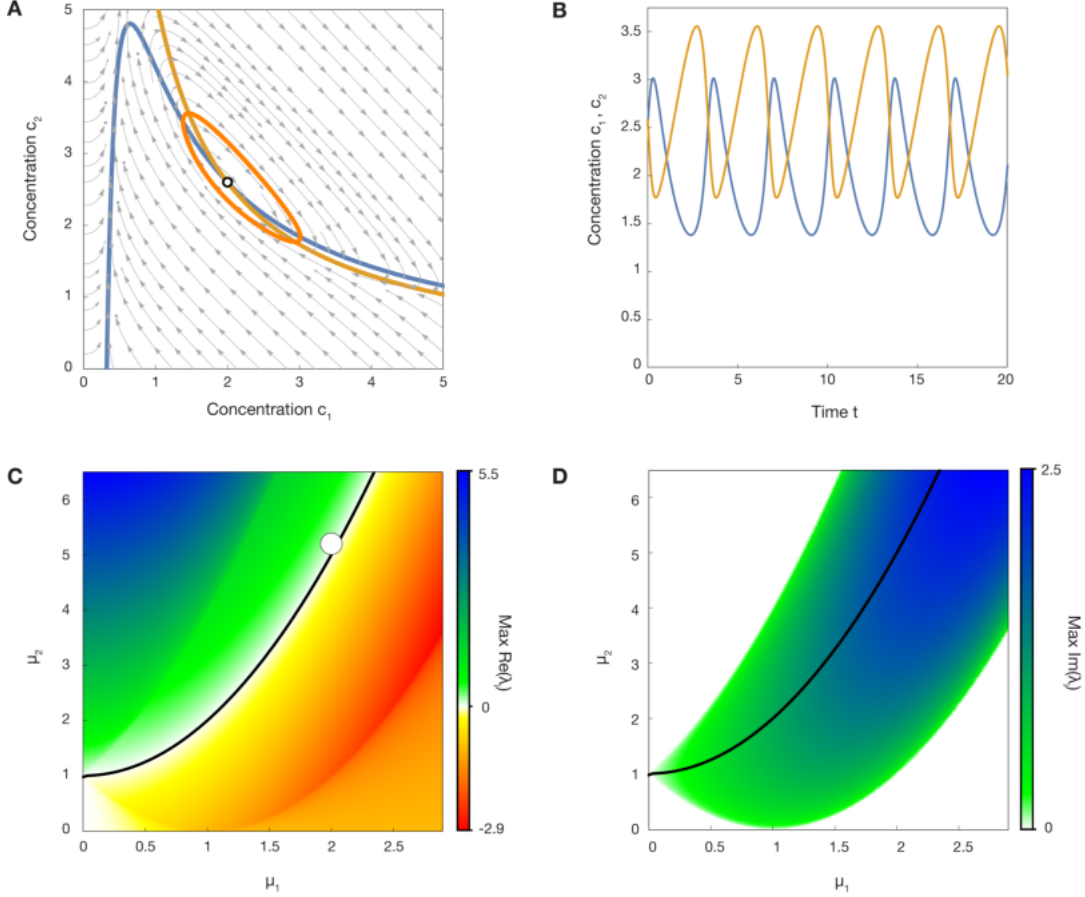 A
5
4
3
2
1
0
0 1 2 3 4 5
Concentration c₂
Concentration c₁
B
3.5
3
2.5
2
1.5
1
0.5
0
0 5 10 15 20
Concentration c₁ , c₂
Time t
C
6
5
4
3
2
1
0
0 0.5 1 1.5 2 2.5
μ₂
μ₁
5.5
0
-2.9
Max Re(λᵢ)
D
6
5
4
3
2
1
0
0 0.5 1 1.5 2 2.5
μ₂
μ₁
2.5
0
Max Im(λᵢ)